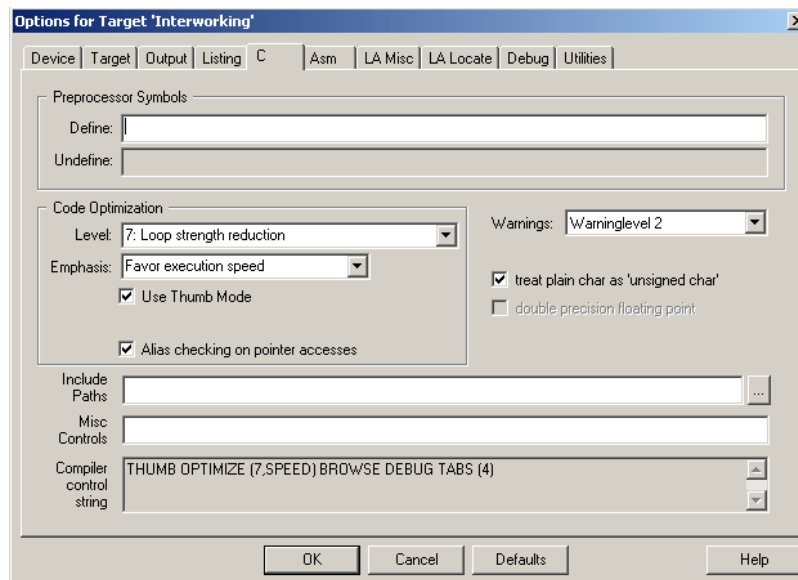 Options for Target 'Interworking'
Device Target Output Listing C Asm LA Misc LA Locate Debug Utilities
Preprocessor Symbols
Define:
Undefine:
Code Optimization
Level: 7: Loop strength reduction
Warnings: Warninglevel 2
Emphasis: Favor execution speed
treat plain char as 'unsigned char'
Use Thumb Mode
double precision floating point
Alias checking on pointer accesses
Include
Paths
...
Misc
Controls
Compiler
control
string
THUMB OPTIMIZE (7,SPEED) BROWSE DEBUG TABS (4)
OK Cancel Defaults Help